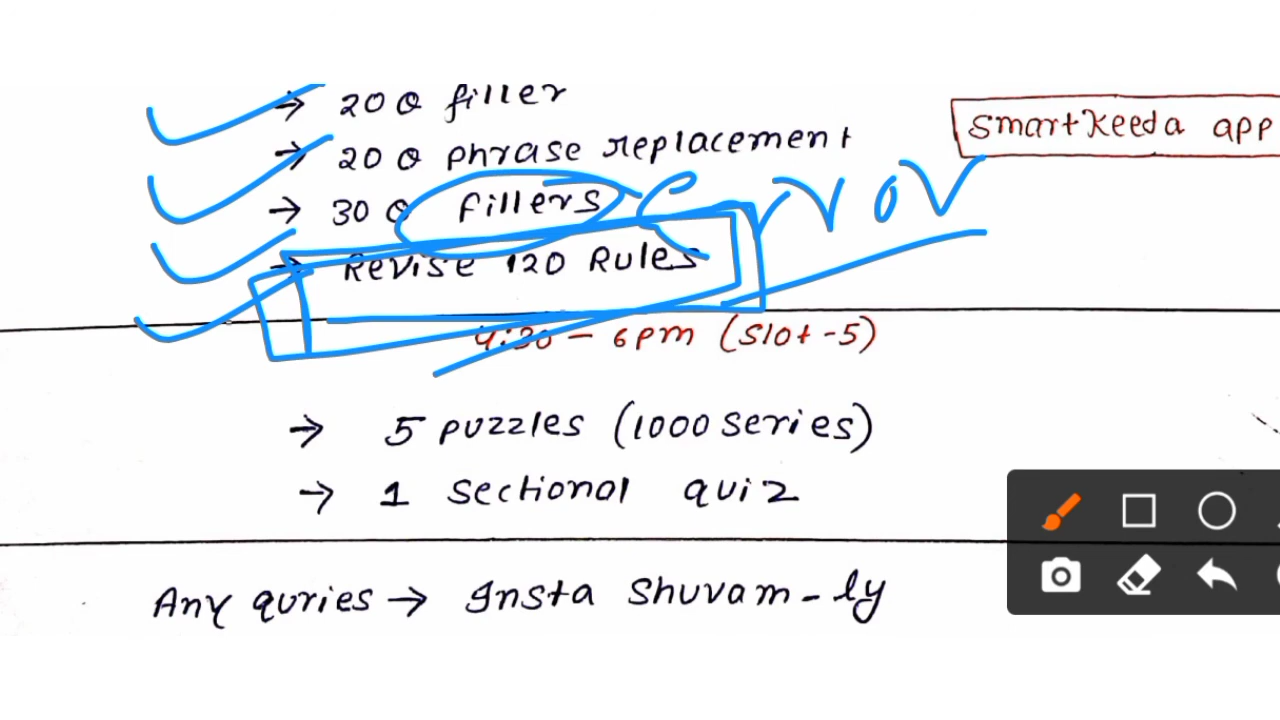 → 20 Q filler
→ 20 Q phrase replacement
smartkeeda app
→ 30 Q fillers error
→ Revise 120 Rules
4:30 - 6pm (slot-5)
→ 5 puzzles (1000 series)
→ 1 sectional quiz
Any quries → Insta shuvam-ly